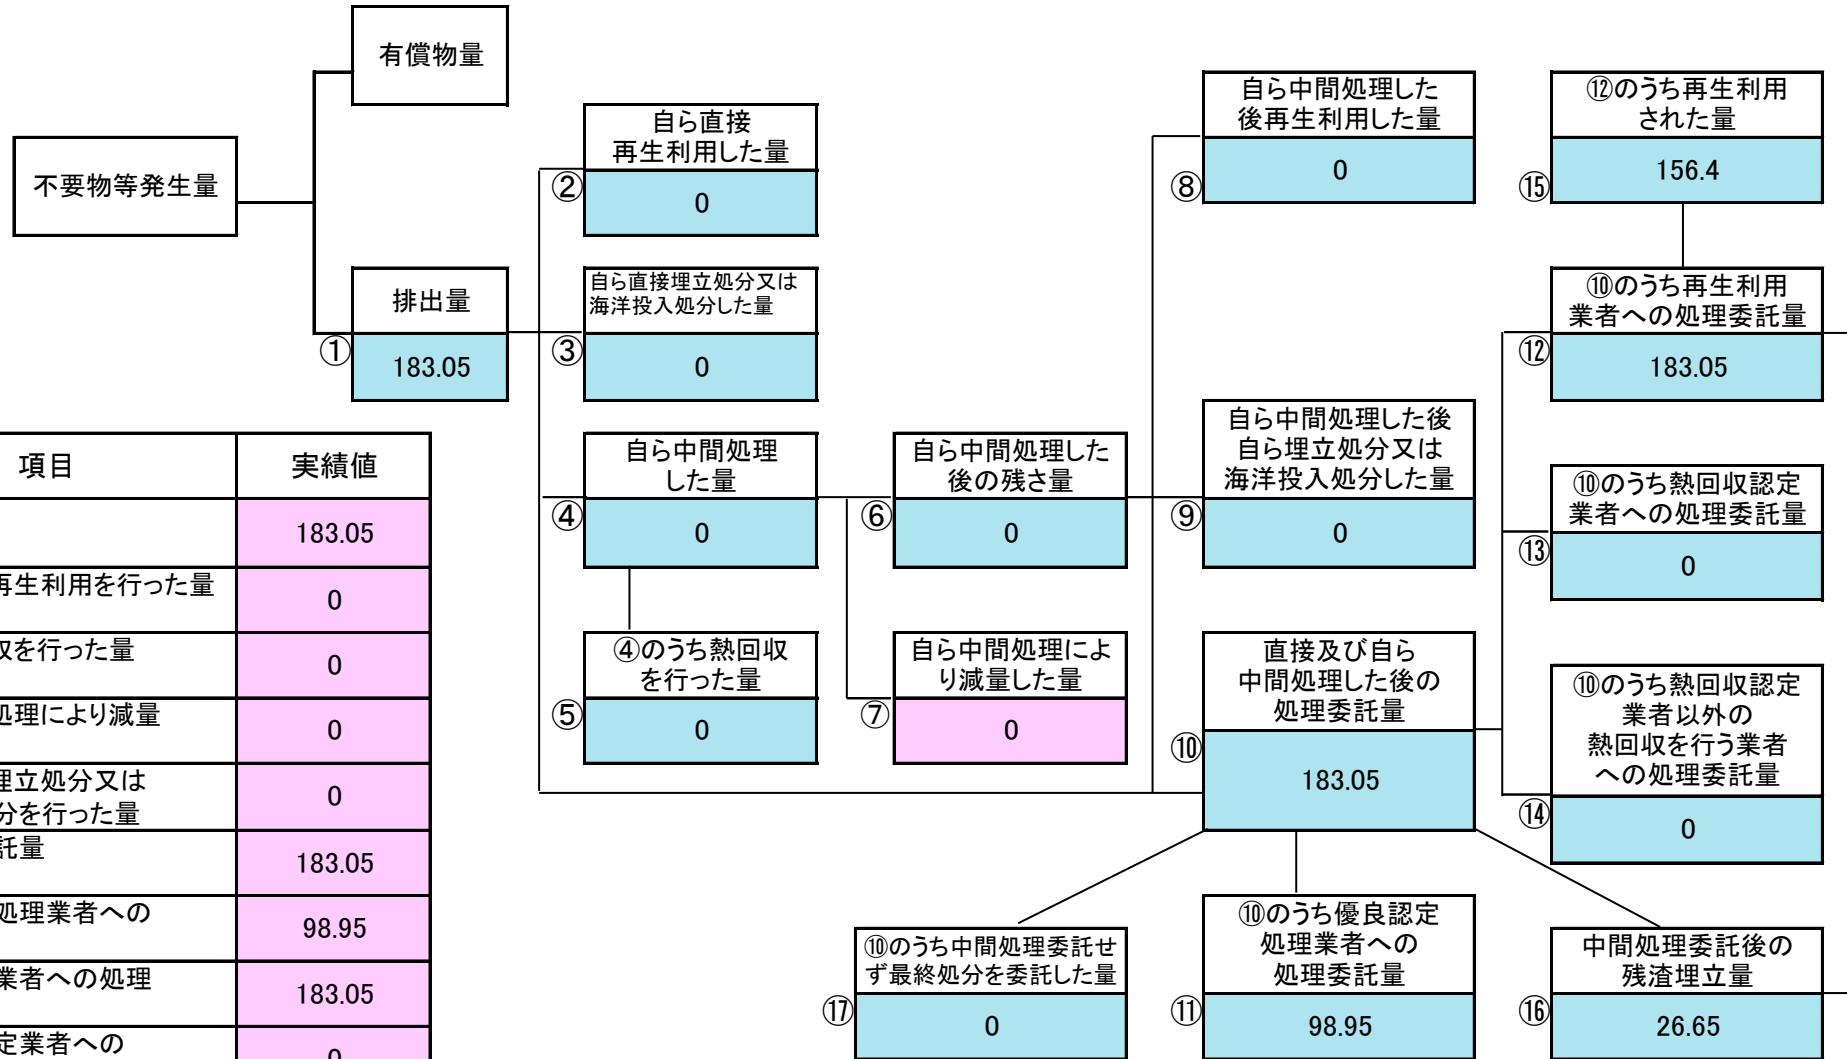 有償物量
不要物等発生量
排出量
①
183.05
自ら直接
再生利用した量
②
0
自ら直接埋立処分又は
海洋投入処分した量
③
0
自ら中間処理
した量
④
0
④のうち熱回収
を行った量
⑤
0
自ら中間処理した
後の残さ量
⑥
0
自ら中間処理によ
り減量した量
⑦
0
自ら中間処理した
後再生利用した量
⑧
0
自ら中間処理した後
自ら埋立処分又は
海洋投入処分した量
⑨
0
直接及び自ら
中間処理した後の
処理委託量
⑩
183.05
⑫のうち再生利用
された量
⑮
156.4
⑩のうち再生利用
業者への処理委託量
⑫
183.05
⑩のうち熱回収認定
業者への処理委託量
⑬
0
⑩のうち熱回収認定
業者以外の
熱回収を行う業者
への処理委託量
⑭
0
⑩のうち中間処理委託せ
ず最終処分を委託した量
⑰
0
⑩のうち優良認定
処理業者への
処理委託量
⑪
98.95
中間処理委託後の
残渣埋立量
⑯
26.65
項目 実績値
183.05
再生利用を行った量 0
を行った量 0
処理により減量 0
埋立処分又は
分を行った量 0
託量 183.05
処理業者への 98.95
業者への処理 183.05
定業者への 0